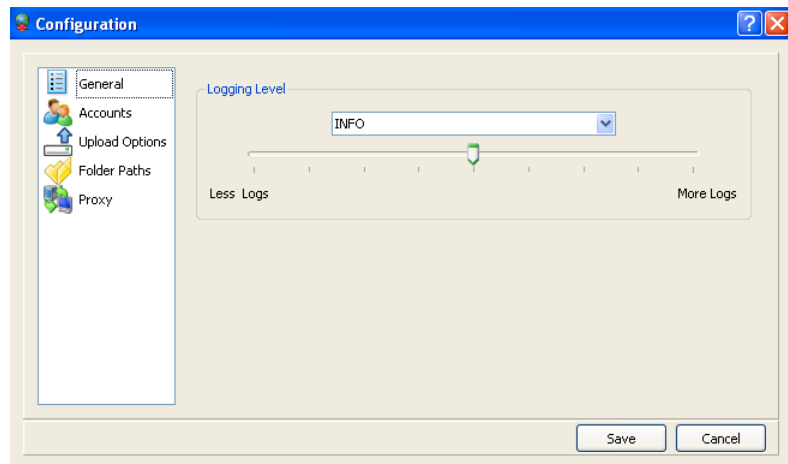 Configuration
General
Accounts
Upload Options
Folder Paths
Proxy
Logging Level
INFO
Less Logs
More Logs
Save
Cancel